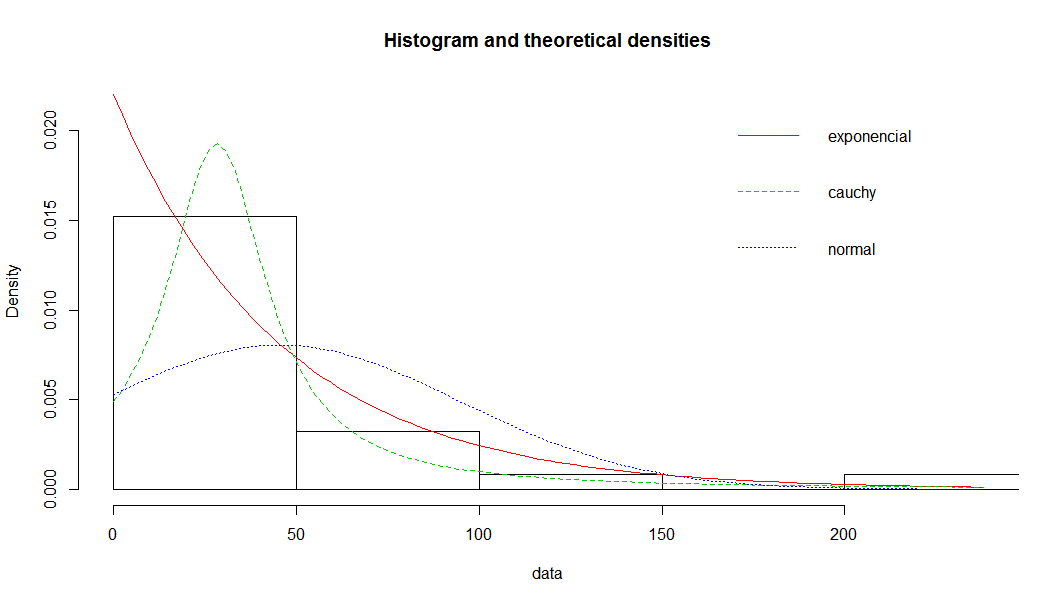 Histogram and theoretical densities
exponencial
cauchy
normal
Density
0.020
0.015
0.010
0.005
0.000
0
50
100
150
200
data